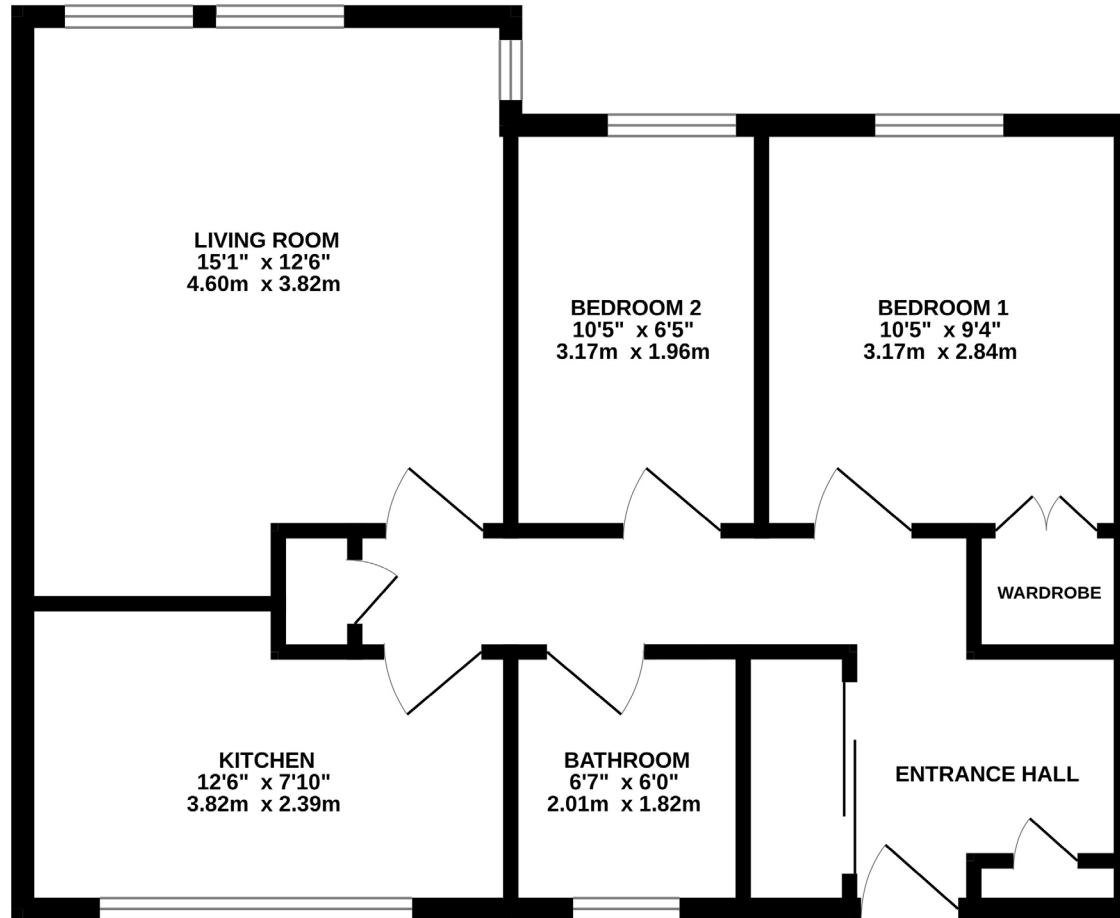 LIVING ROOM
15'1" x 12'6"
4.60m x 3.82m
BEDROOM 2
10'5" x 6'5"
3.17m x 1.96m
BEDROOM 1
10'5" x 9'4"
3.17m x 2.84m
WARDROBE
KITCHEN
12'6" x 7'10"
3.82m x 2.39m
BATHROOM
6'7" x 6'0"
2.01m x 1.82m
ENTRANCE HALL